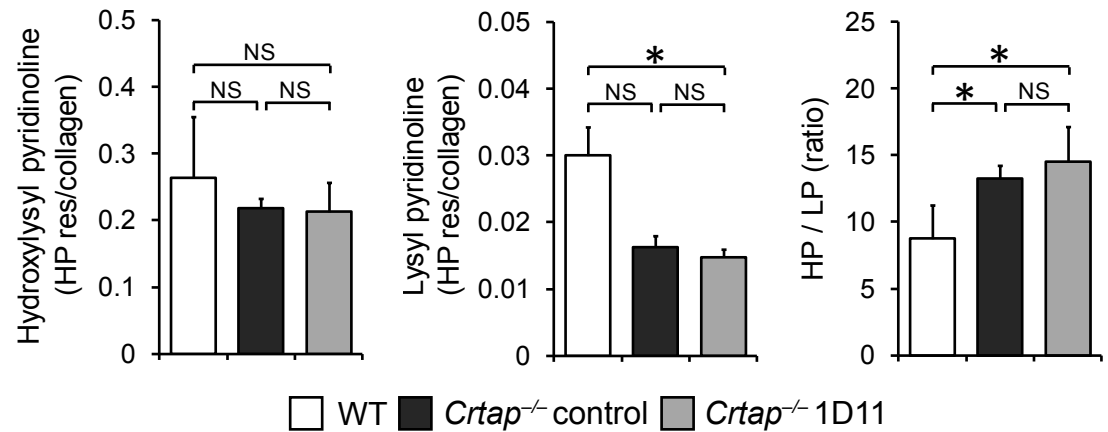 Hydroxylysyl pyridinoline
(HP res/collagen)
0.5
0.4
0.3
0.2
0.1
0
NS
NS
NS
Lysyl pyridinoline
(HP res/collagen)
0.05
0.04
0.03
0.02
0.01
0
*
NS
NS
HP / LP (ratio)
25
20
15
10
5
0
*
*
NS
WT
Crtap–/– control
Crtap–/– 1D11